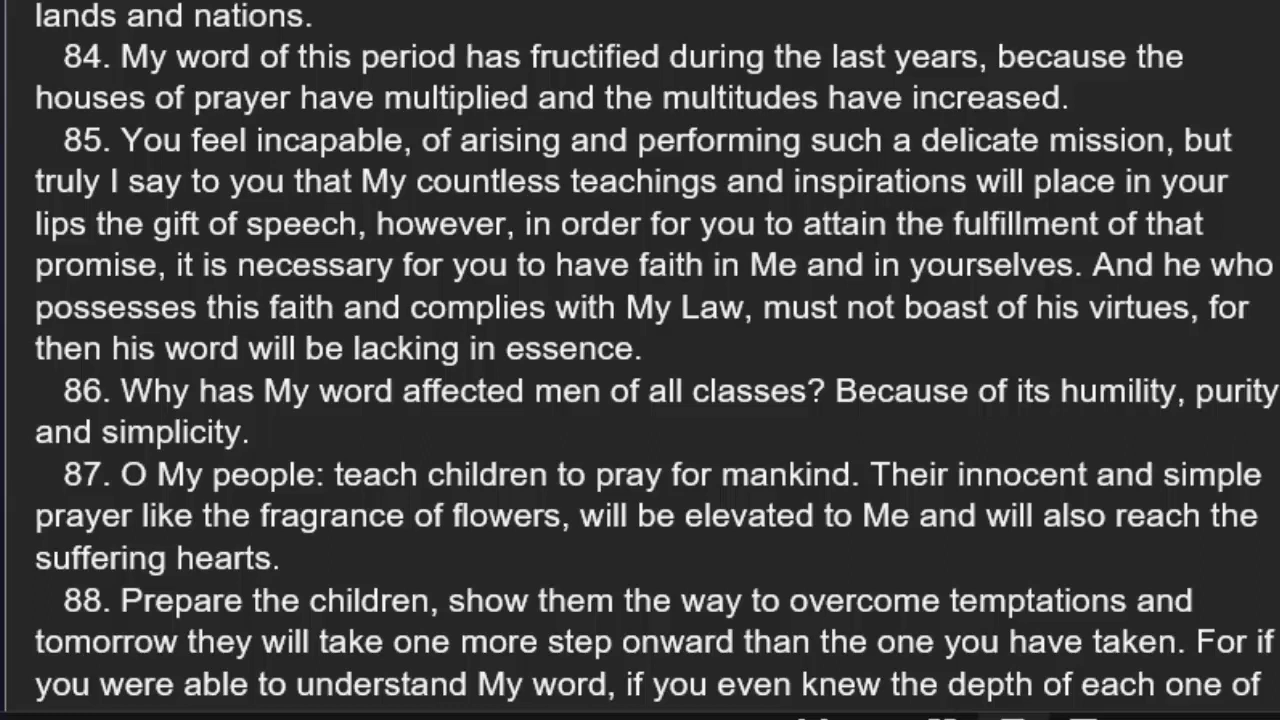 lands and nations.
84. My word of this period has fructified during the last years, because the
houses of prayer have multiplied and the multitudes have increased.
85. You feel incapable, of arising and performing such a delicate mission, but
truly I say to you that My countless teachings and inspirations will place in your
lips the gift of speech, however, in order for you to attain the fulfillment of that
promise, it is necessary for you to have faith in Me and in yourselves. And he who
possesses this faith and complies with My Law, must not boast of his virtues, for
then his word will be lacking in essence.
86. Why has My word affected men of all classes? Because of its humility, purity
and simplicity.
87. O My people: teach children to pray for mankind. Their innocent and simple
prayer like the fragrance of flowers, will be elevated to Me and will also reach the
suffering hearts.
88. Prepare the children, show them the way to overcome temptations and
tomorrow they will take one more step onward than the one you have taken. For if
you were able to understand My word, if you even knew the depth of each one of